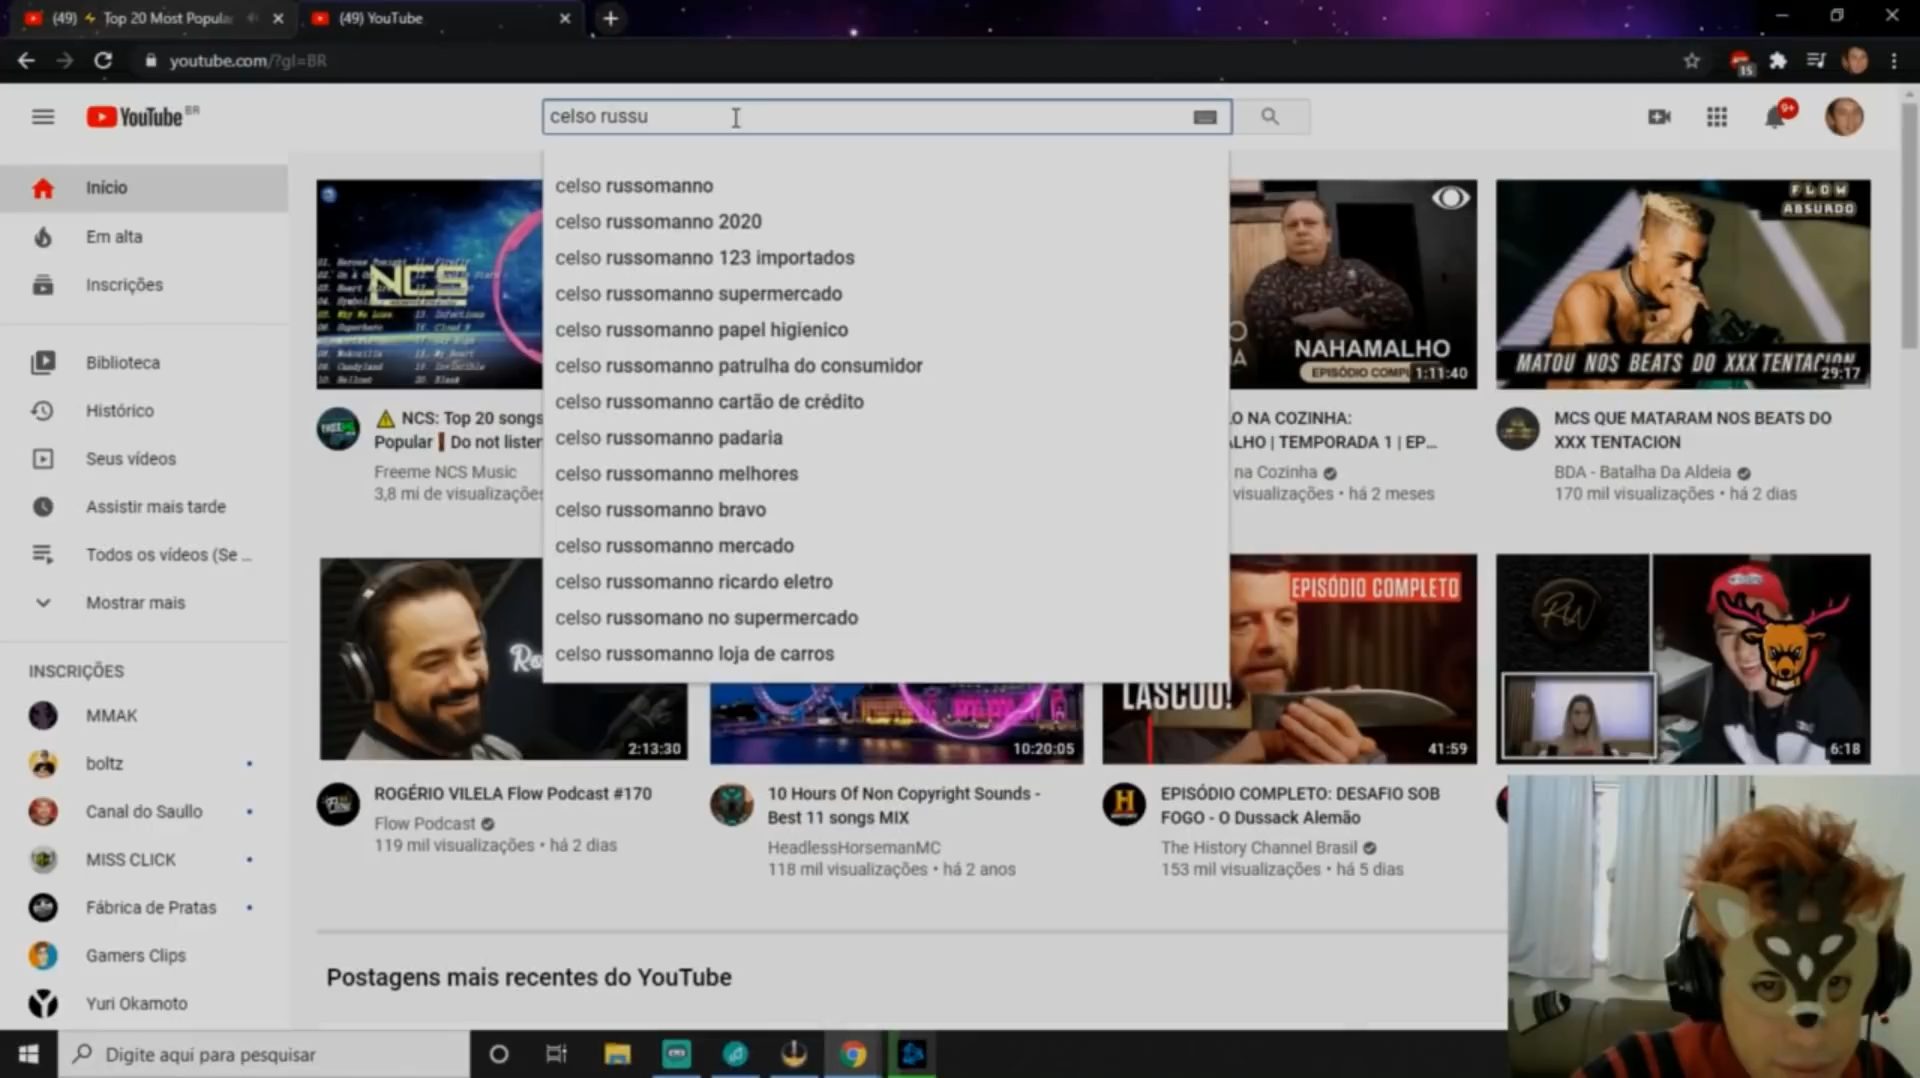 (49) ⚡ Top 20 Most Popula
(49) YouTube
youtube.com/?gl=BR
15
YouTube BR
celso russu
9+
celso russomanno
celso russomanno 2020
celso russomanno 123 importados
celso russomanno supermercado
celso russomanno papel higienico
celso russomanno patrulha do consumidor
celso russomanno cartão de crédito
celso russomanno padaria
celso russomanno melhores
celso russomanno bravo
celso russomanno mercado
celso russomanno ricardo eletro
celso russomano no supermercado
celso russomanno loja de carros
Início
Em alta
Inscrições
Biblioteca
Histórico
Seus vídeos
Assistir mais tarde
Todos os vídeos (Se ...
Mostrar mais
INSCRIÇÕES
MMAK
boltz
Canal do Saullo
MISS CLICK
Fábrica de Pratas
Gamers Clips
Yuri Okamoto
NCS
⚠ NCS: Top 20 songs
Popular ❗ Do not lister
Freeme NCS Music
3,8 mi de visualizações
NAHAMALHO
EPISÓDIO COMPL
1:11:40
O NA COZINHA:
LHO | TEMPORADA 1 | EP...
na Cozinha
visualizações • há 2 meses
FLOW
ABSURDO
MATOU NOS BEATS DO XXX TENTACION
29:17
MCS QUE MATARAM NOS BEATS DO
XXX TENTACION
BDA - Batalha Da Aldeia
170 mil visualizações • há 2 dias
2:13:30
ROGÉRIO VILELA Flow Podcast #170
Flow Podcast
119 mil visualizações • há 2 dias
10:20:05
10 Hours Of Non Copyright Sounds -
Best 11 songs MIX
HeadlessHorsemanMC
118 mil visualizações • há 2 anos
EPISÓDIO COMPLETO
LASCOU!
41:59
EPISÓDIO COMPLETO: DESAFIO SOB
FOGO - O Dussack Alemão
The History Channel Brasil
153 mil visualizações • há 5 dias
RW
6:18
Postagens mais recentes do YouTube
Digite aqui para pesquisar